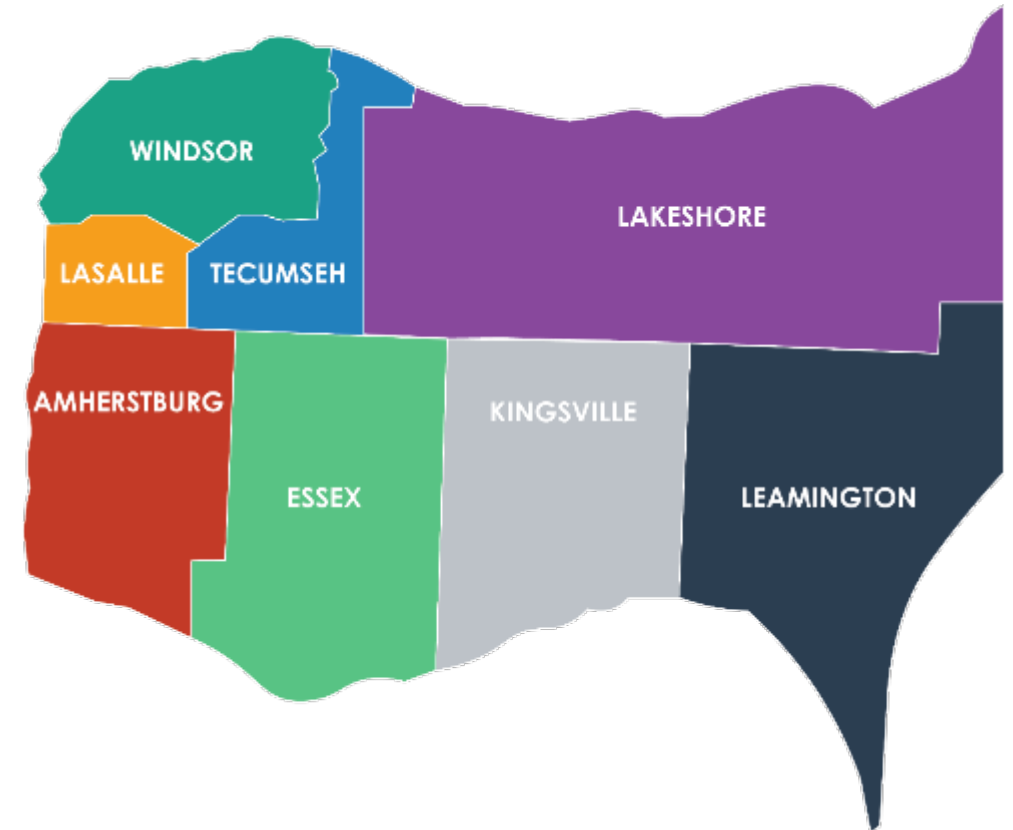 WINDSOR
LAKESHORE
LASALLE
TECUMSEH
AMHERSTBURG
KINGSVILLE
ESSEX
LEAMINGTON